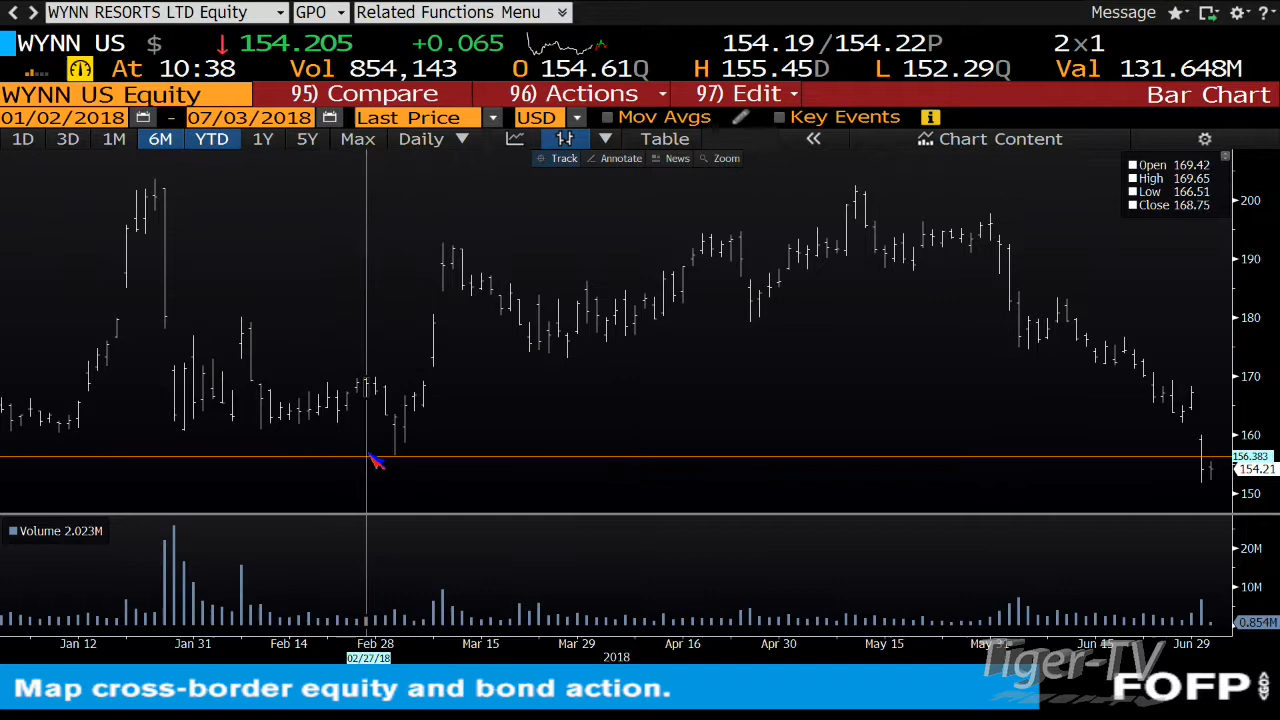 WYNN RESORTS LTD Equity GPO Related Functions Menu Message ?
WYNN US $ 154.205 +0.065 154.19/154.22P 2×1
At 10:38 Vol 854,143 O 154.61Q H 155.45D L 152.29Q Val 131.648M
WYNN US Equity 95) Compare 96) Actions 97) Edit Bar Chart
01/02/2018 - 07/03/2018 Last Price USD Mov Avgs Key Events i
1D 3D 1M 6M YTD 1Y 5Y Max Daily Table « Chart Content
Track Annotate News Zoom
Open 169.42
High 169.65
Low 166.51
Close 168.75
200
190
180
170
160
156.383
154.21
150
Volume 2.023M
20M
10M
0.854M
Jan 12 Jan 31 Feb 14 Feb 28 Mar 15 Mar 29 Apr 16 Apr 30 May 15 May 31 Jun 15 Jun 29
02/27/18 2018
Tiger-TV
Map cross-border equity and bond action. FOFP GO